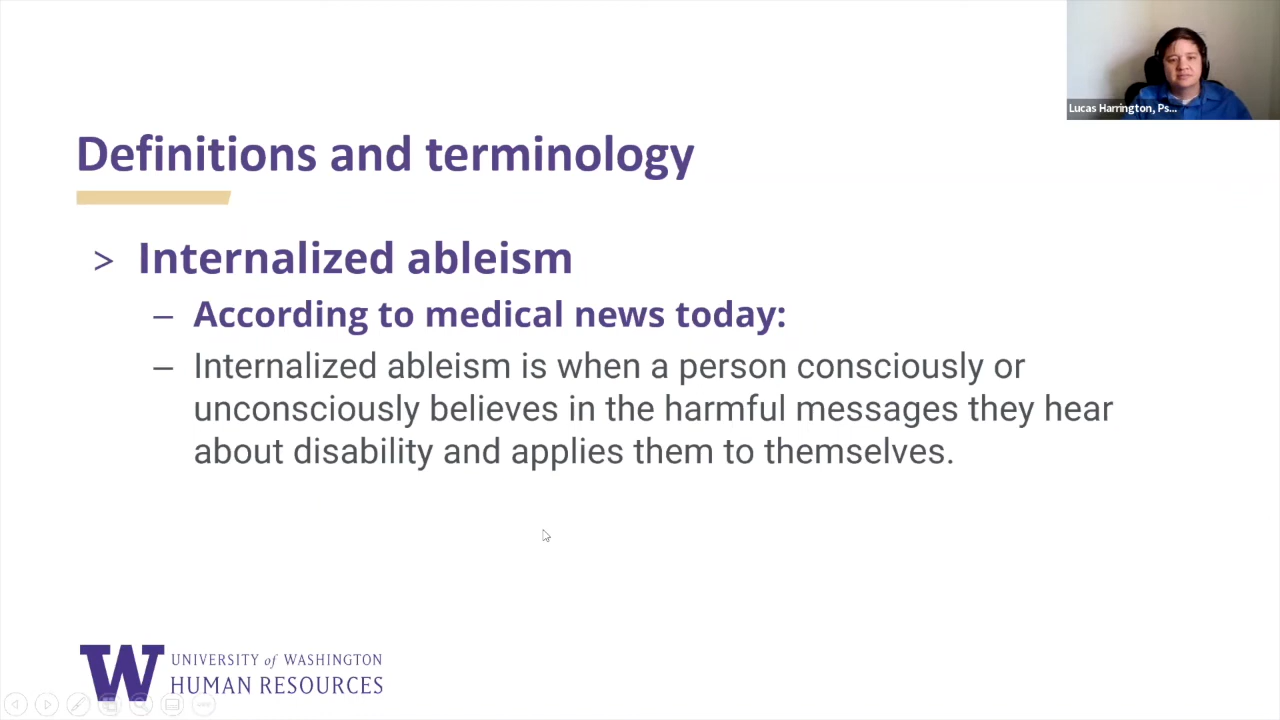 Lucas Harrington, Ps...
Definitions and terminology
> Internalized ableism
– According to medical news today:
– Internalized ableism is when a person consciously or
unconsciously believes in the harmful messages they hear
about disability and applies them to themselves.
W UNIVERSITY of WASHINGTON
HUMAN RESOURCES